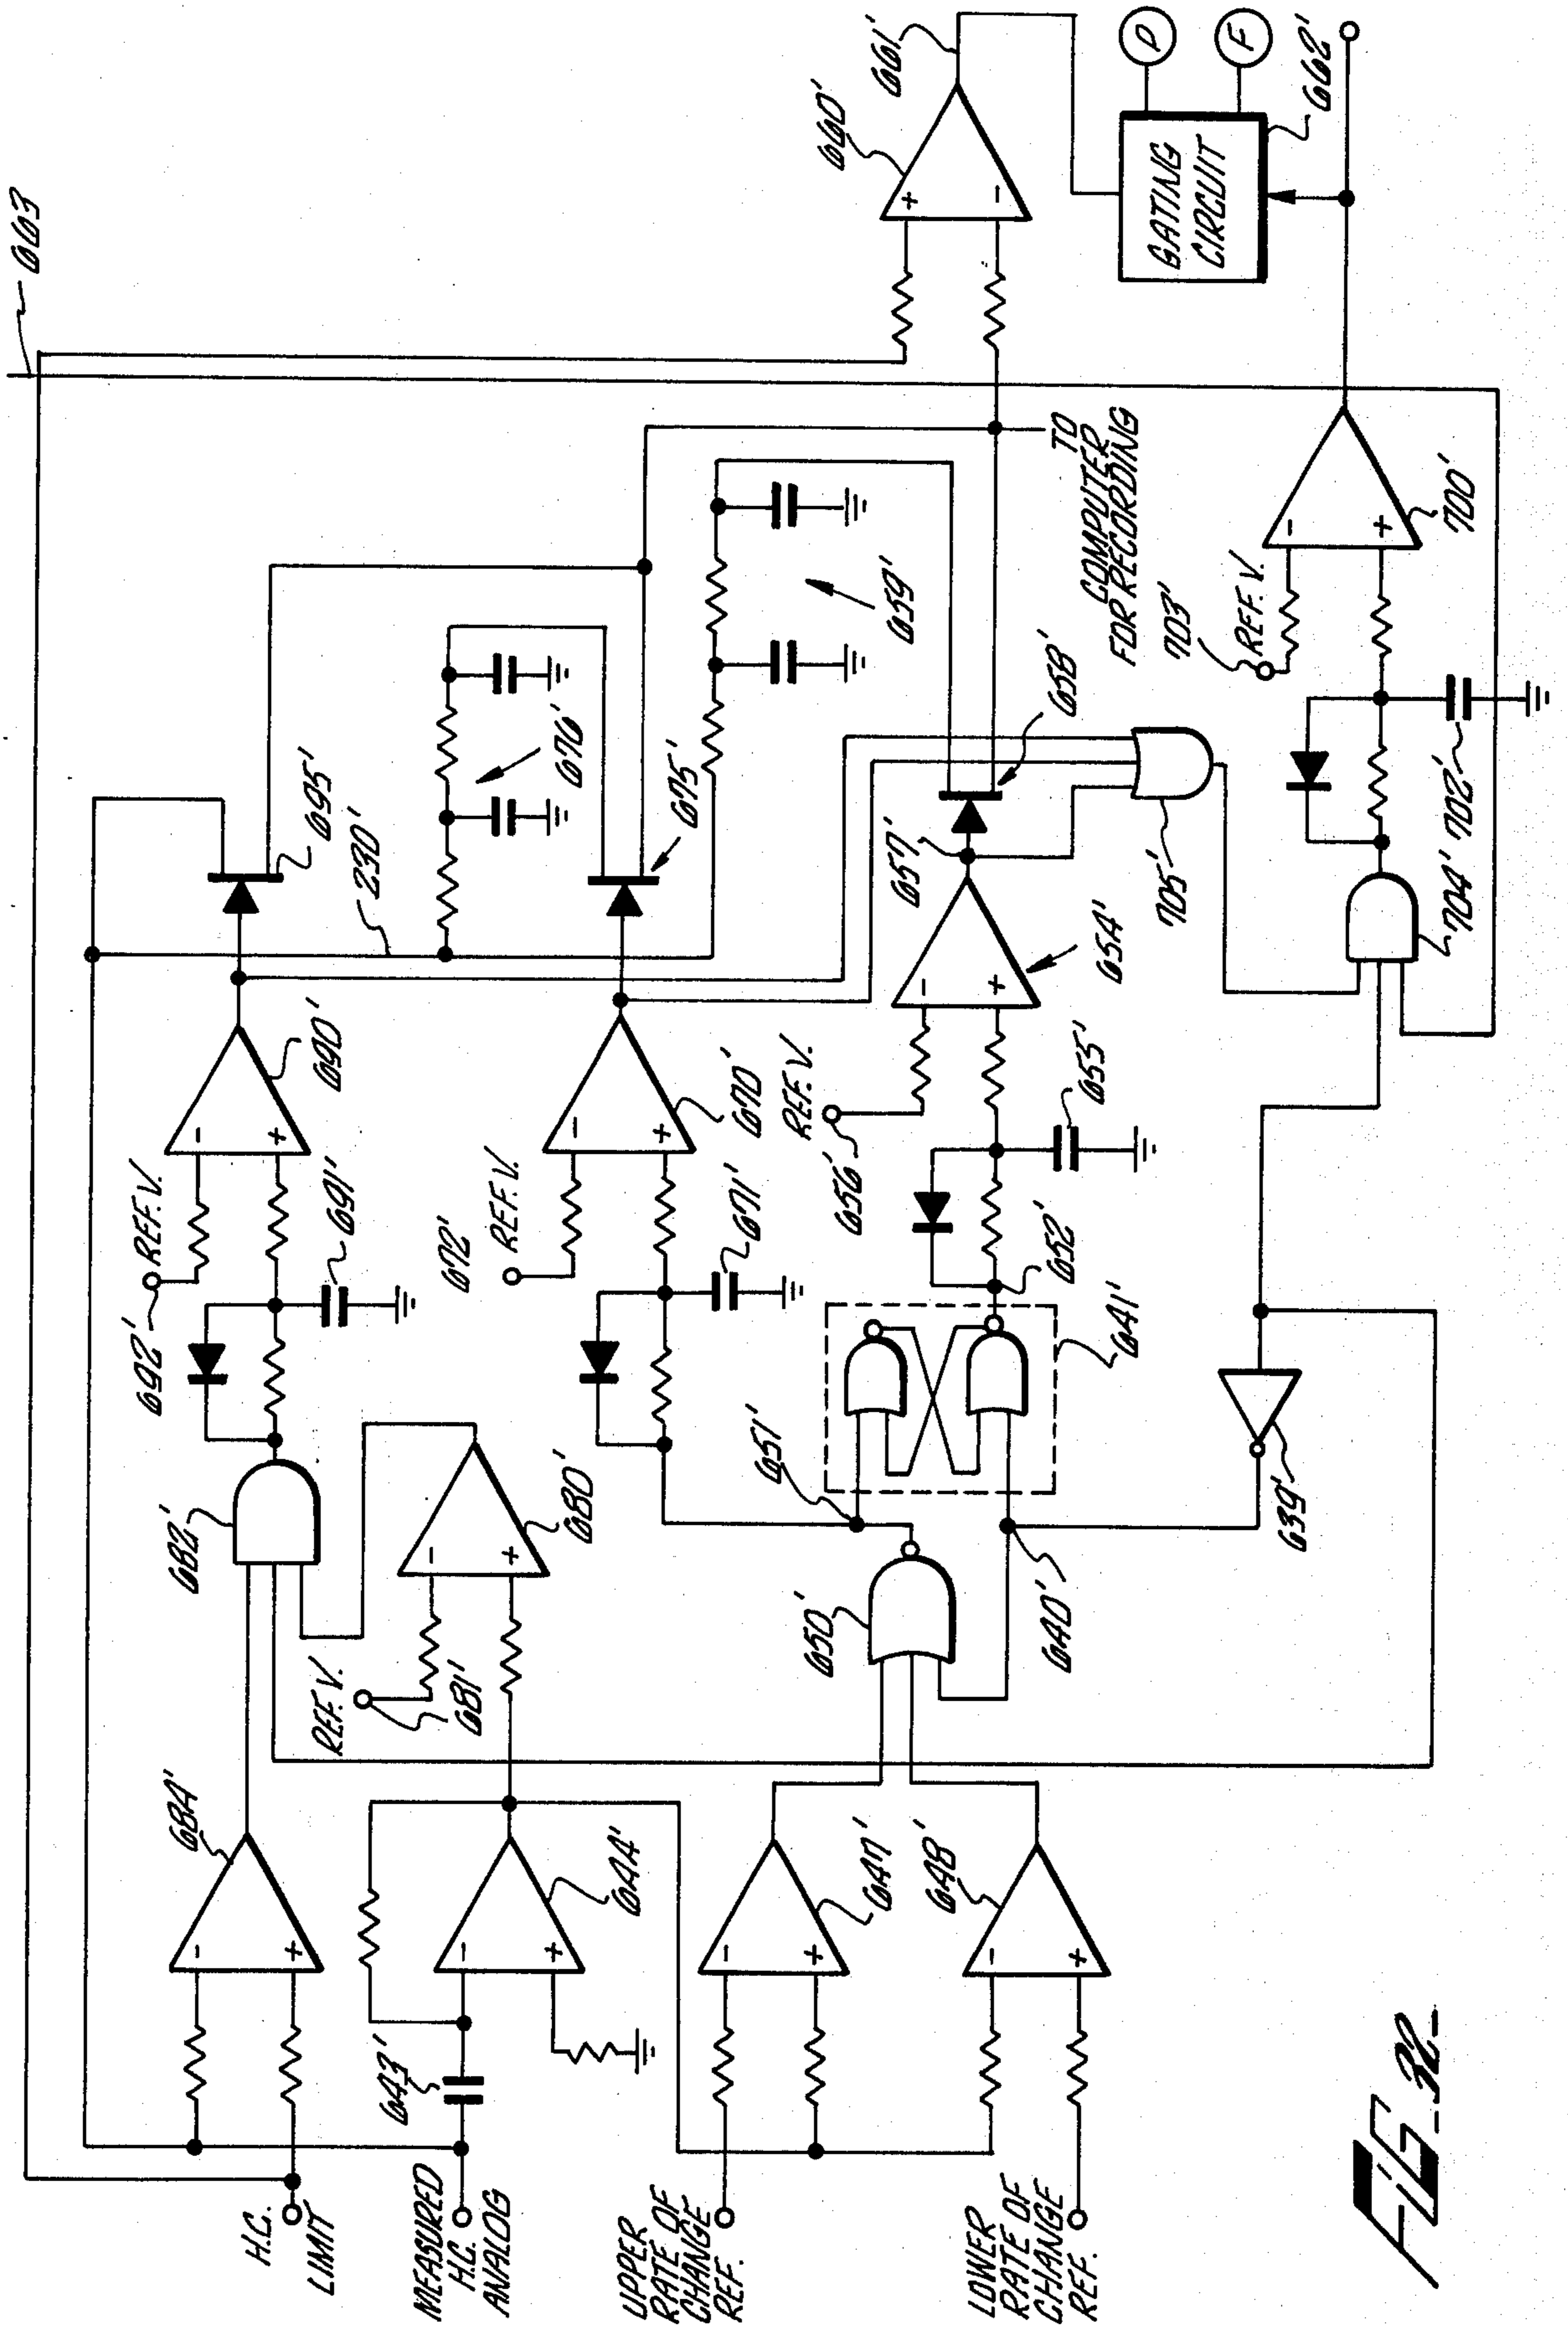 663
H.C.
LIMIT
MEASURED
H.C.
ANALOG
UPPER
RATE OF
CHANGE
REF.
LOWER
RATE OF
CHANGE
REF.
684'
643'
644'
647'
648'
682'
REF. V.
681'
680'
650'
651'
640'
641'
652'
639'
692'
REF. V.
691'
690'
672'
REF. V.
671'
670'
656'
REF. V.
655'
654'
657'
658'
695'
230'
676'
675'
659'
705'
704'
702'
703'
REF. V.
700'
TO
COMPUTER
FOR RECORDING
660'
661'
GATING
CIRCUIT
P
F
662'
FIG_32_